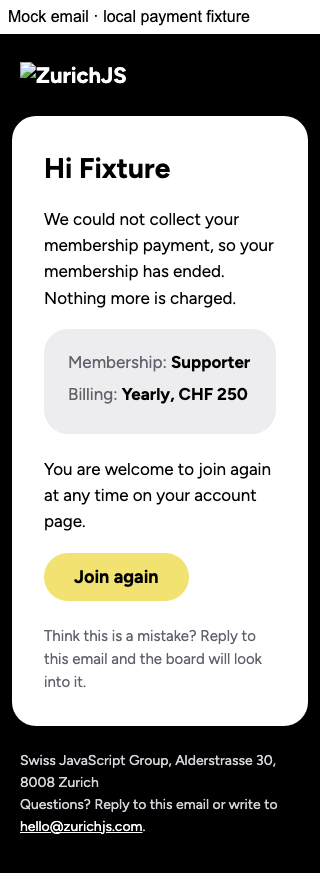 Mock email · local payment fixture
ZurichJS
Hi Fixture
We could not collect your
membership payment, so your
membership has ended.
Nothing more is charged.
Membership: Supporter
Billing: Yearly, CHF 250
You are welcome to join again
at any time on your account
page.
Join again
Think this is a mistake? Reply to
this email and the board will look
into it.
Swiss JavaScript Group, Alderstrasse 30,
8008 Zurich
Questions? Reply to this email or write to
hello@zurichjs.com.